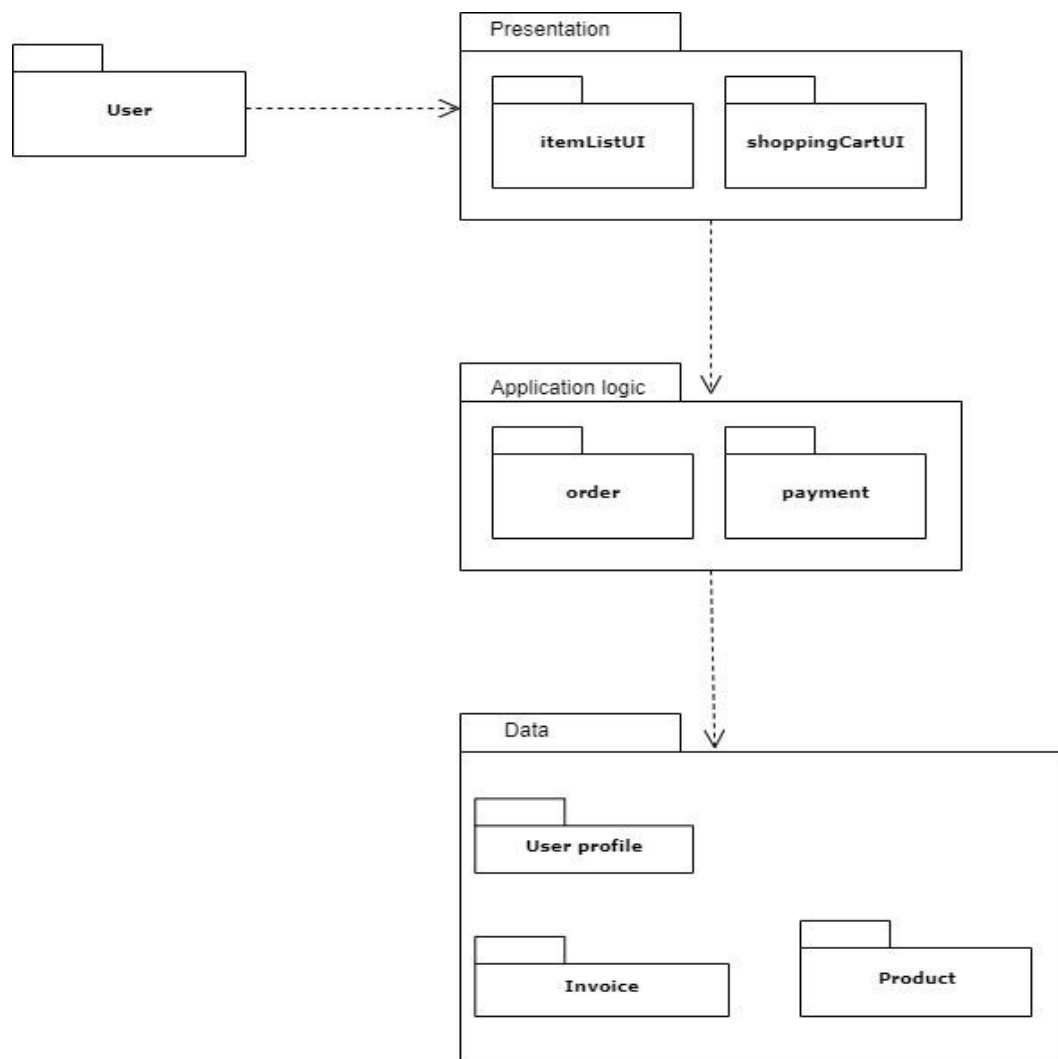 Presentation
User
itemListUI
shoppingCartUI
Application logic
order
payment
Data
User profile
Invoice
Product